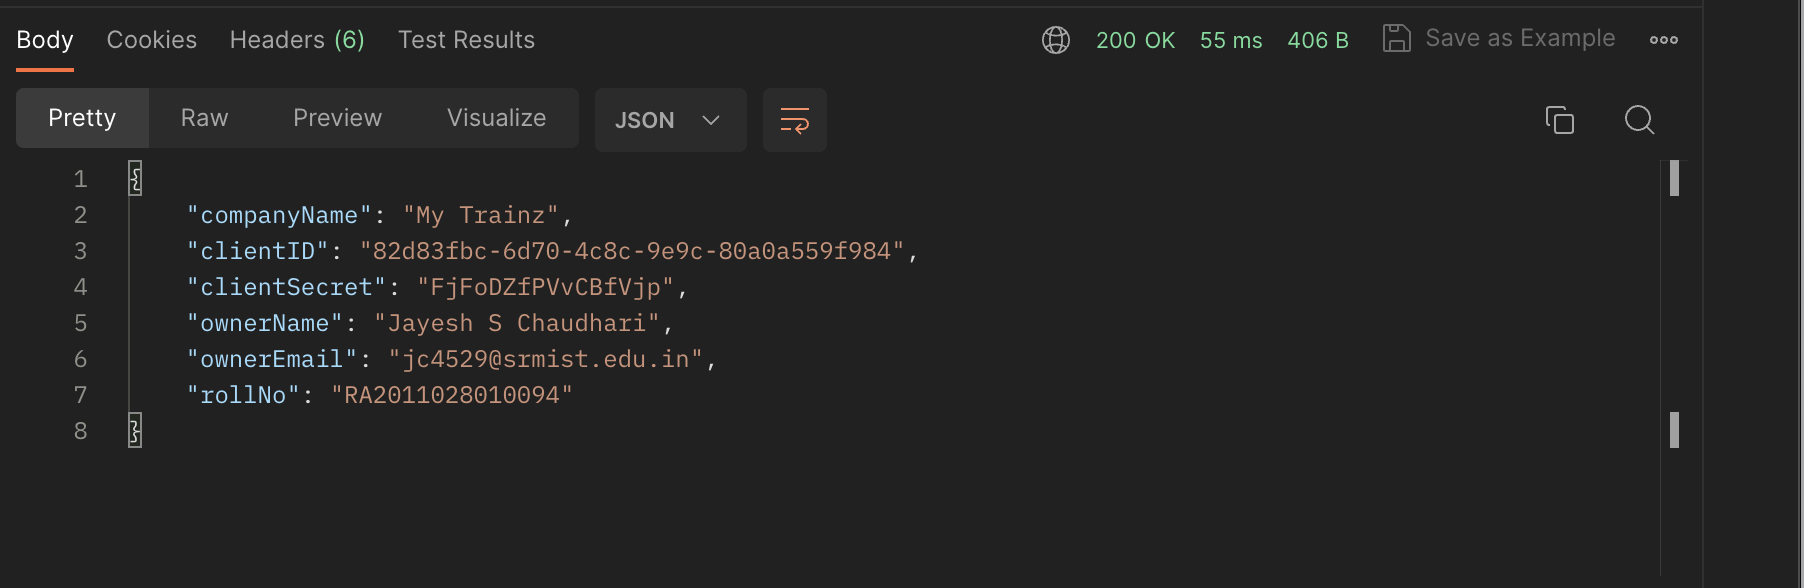 Body Cookies Headers (6) Test Results 200 OK 55 ms 406 B Save as Example
Pretty Raw Preview Visualize JSON
1 {
2 "companyName": "My Trainz",
3 "clientID": "82d83fbc-6d70-4c8c-9e9c-80a0a559f984",
4 "clientSecret": "FjFoDZfPVvCBfVjp",
5 "ownerName": "Jayesh S Chaudhari",
6 "ownerEmail": "jc4529@srmist.edu.in",
7 "rollNo": "RA2011028010094"
8 }